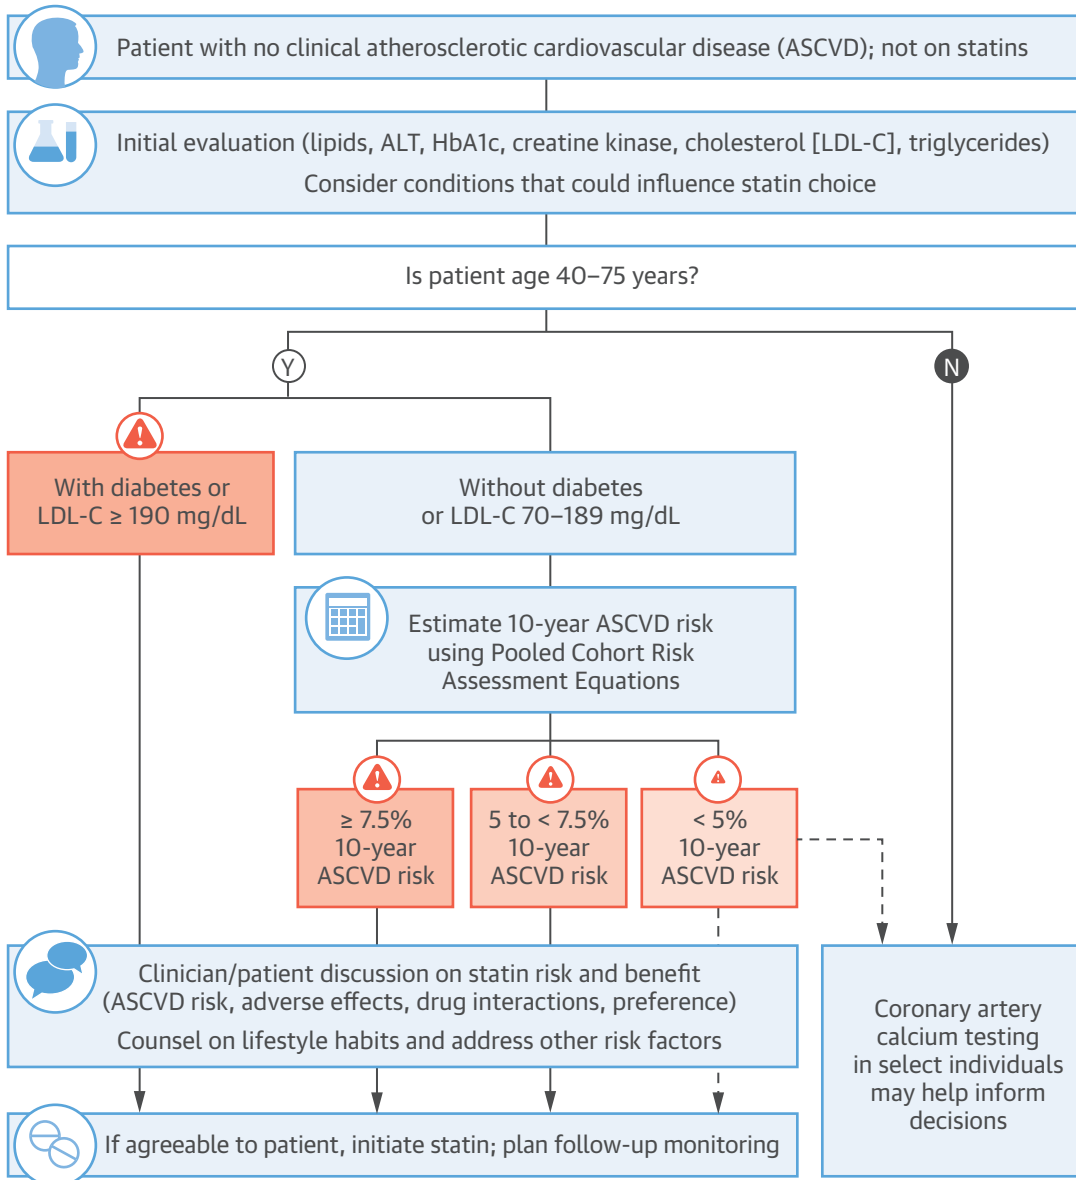 Patient with no clinical atherosclerotic cardiovascular disease (ASCVD); not on statins
Initial evaluation (lipids, ALT, HbA1c, creatine kinase, cholesterol [LDL-C], triglycerides)
Consider conditions that could influence statin choice
Is patient age 40–75 years?
Y
N
With diabetes or
LDL-C ≥ 190 mg/dL
Without diabetes
or LDL-C 70–189 mg/dL
Estimate 10-year ASCVD risk
using Pooled Cohort Risk
Assessment Equations
≥ 7.5%
10-year
ASCVD risk
5 to < 7.5%
10-year
ASCVD risk
< 5%
10-year
ASCVD risk
Clinician/patient discussion on statin risk and benefit
(ASCVD risk, adverse effects, drug interactions, preference)
Counsel on lifestyle habits and address other risk factors
Coronary artery
calcium testing
in select individuals
may help inform
decisions
If agreeable to patient, initiate statin; plan follow-up monitoring